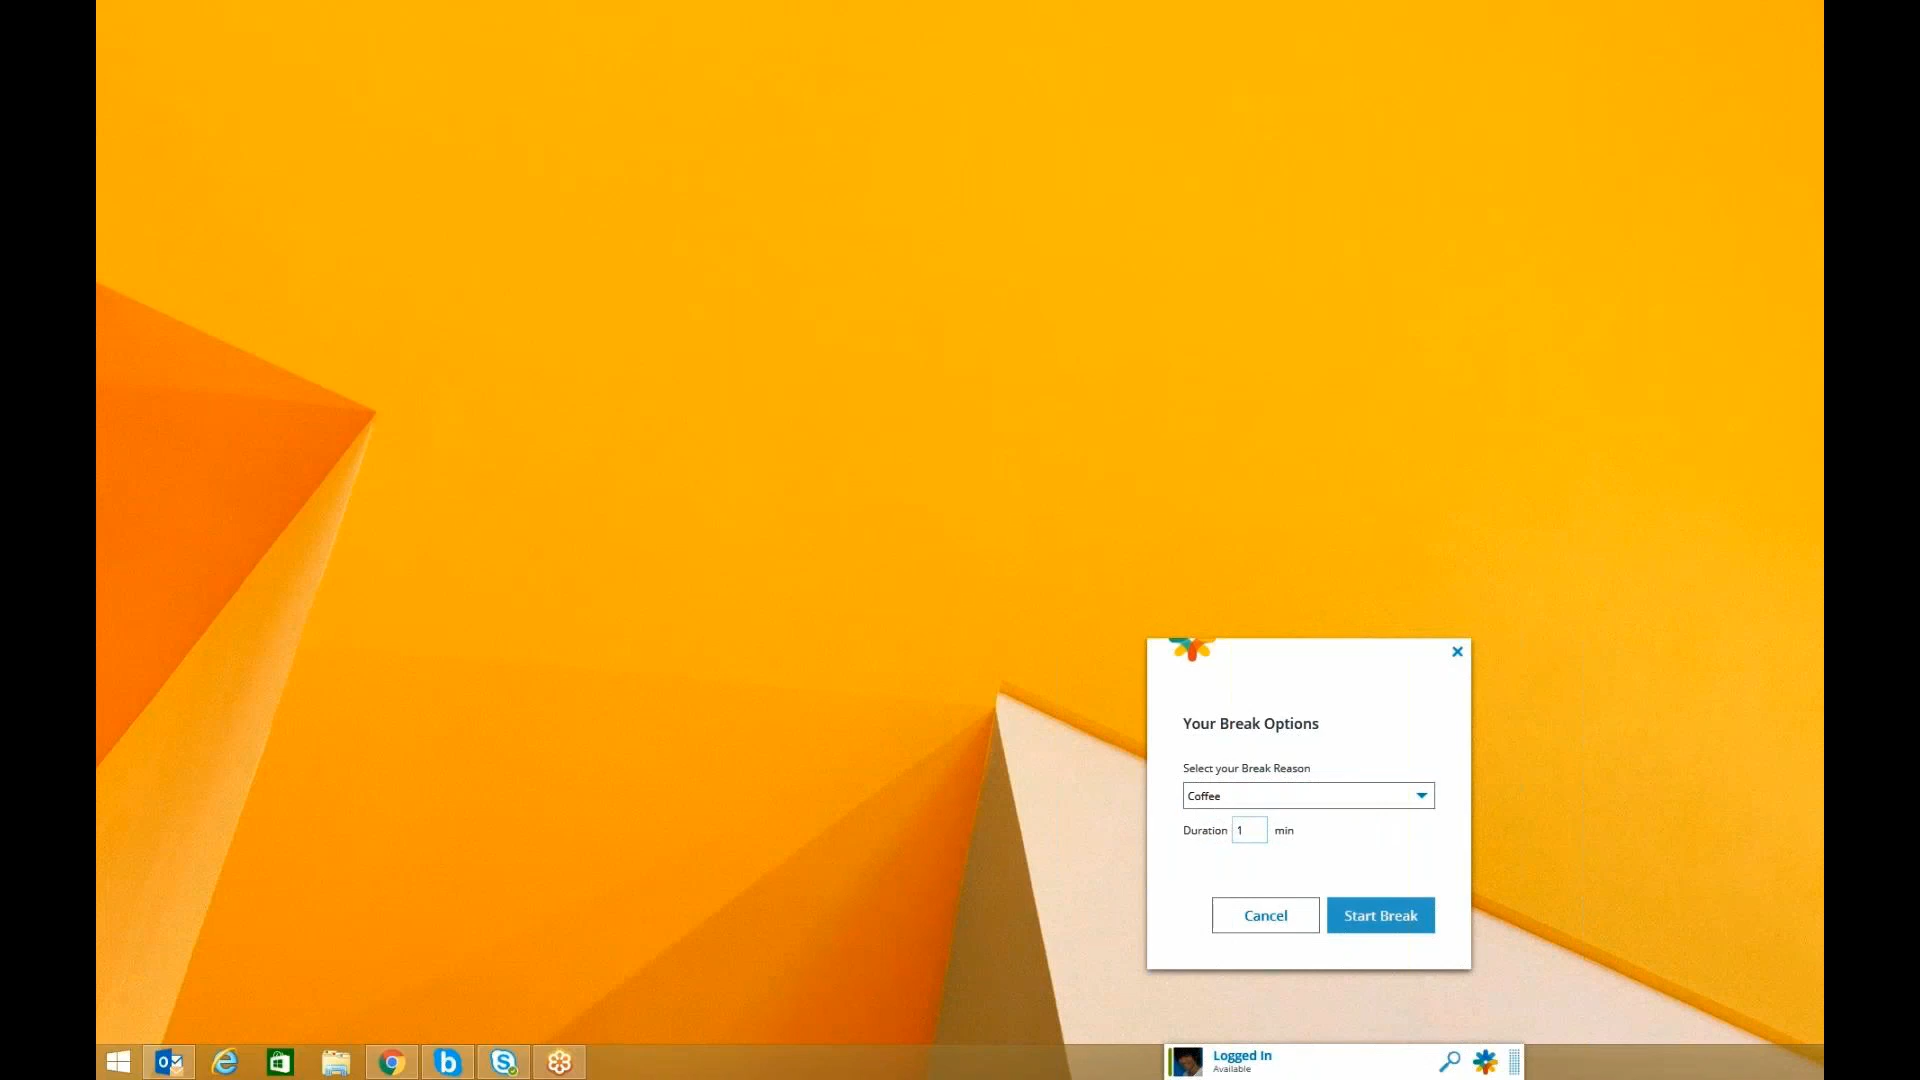 Your Break Options
Select your Break Reason
Coffee
Duration 1 min
Cancel Start Break
Logged In
Available